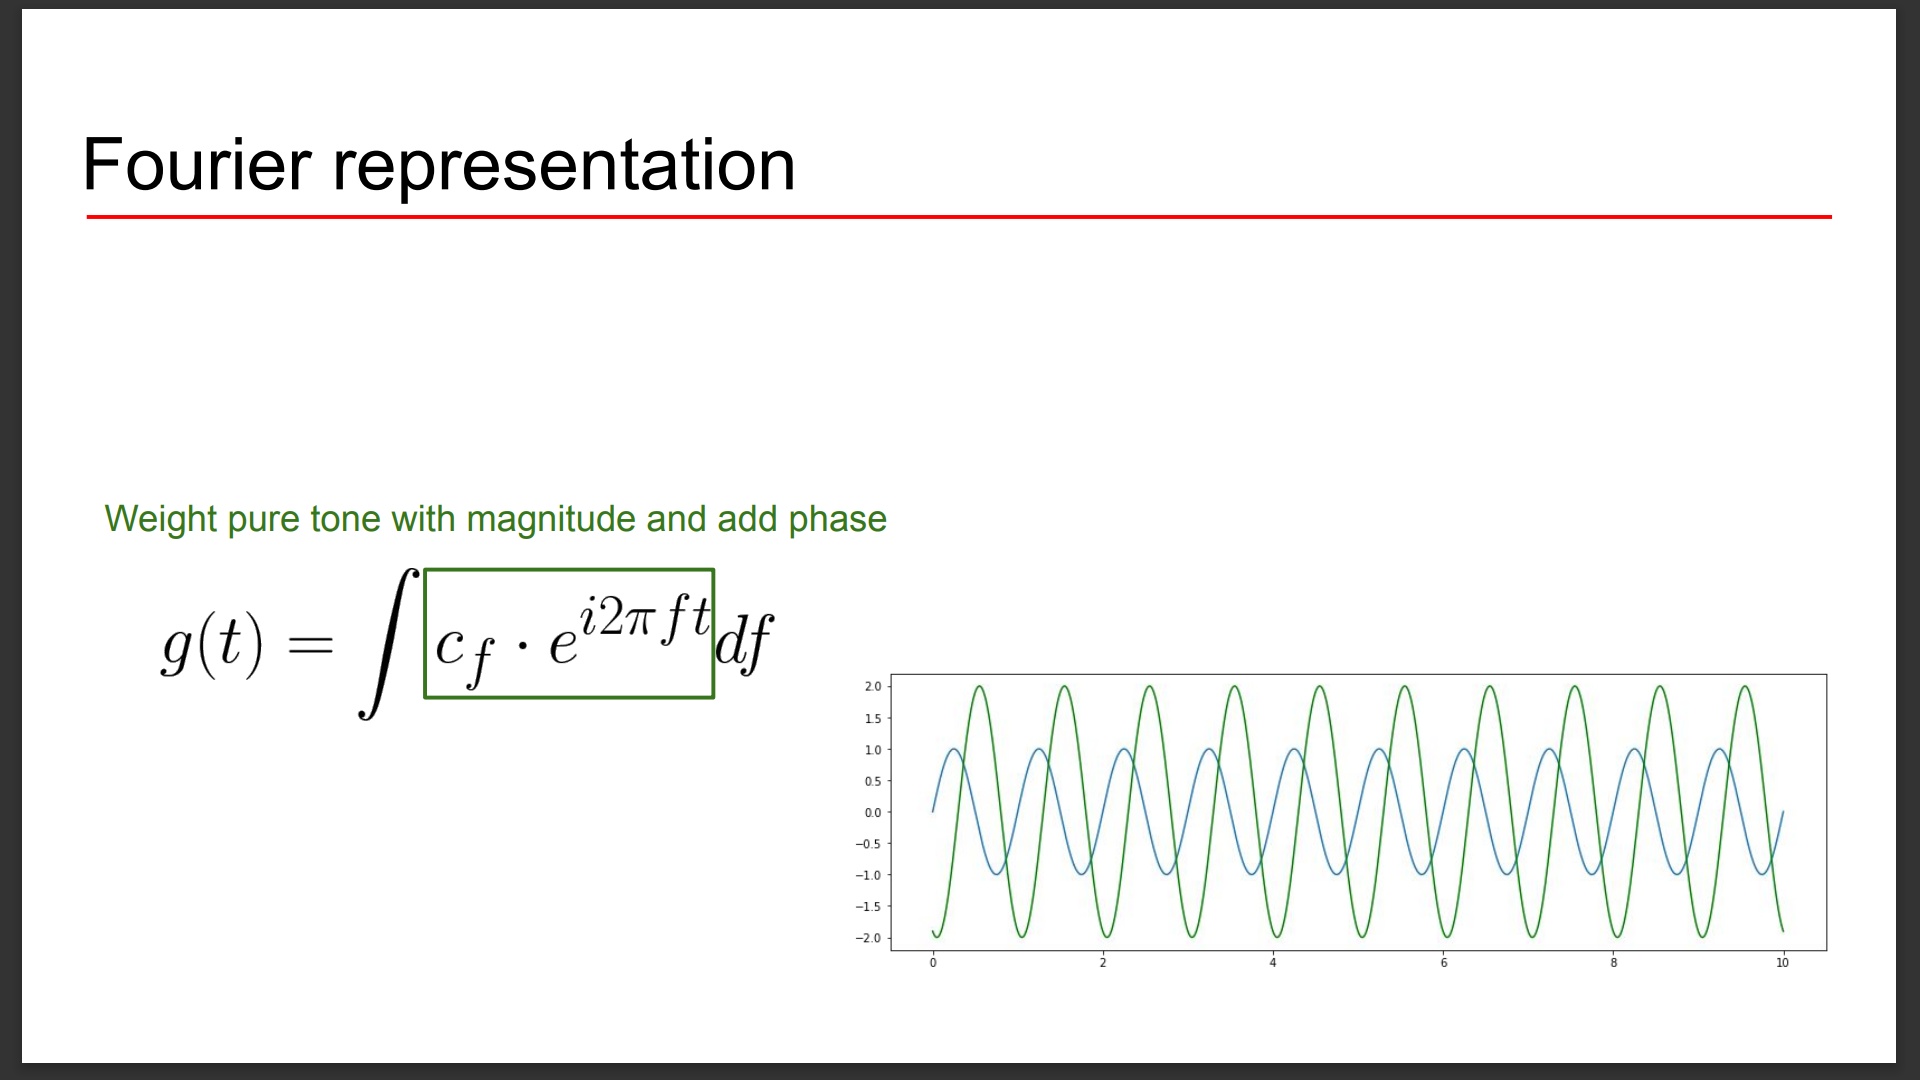 Fourier representation
Weight pure tone with magnitude and add phase
g(t) = ∫ c_f · e^{i2πft} df
2.0
1.5
1.0
0.5
0.0
−0.5
−1.0
−1.5
−2.0
0 2 4 6 8 10